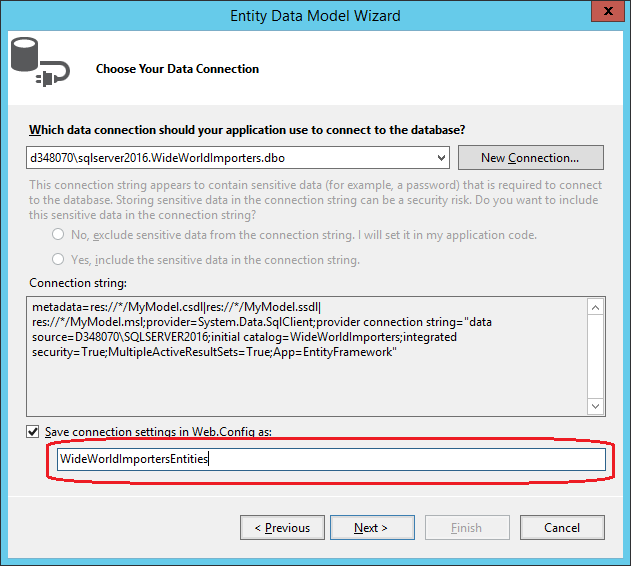 Entity Data Model Wizard
x
Choose Your Data Connection
Which data connection should your application use to connect to the database?
d348070\sqlserver2016.WideWorldImporters.dbo
New Connection...
This connection string appears to contain sensitive data (for example, a password) that is required to connect
to the database. Storing sensitive data in the connection string can be a security risk. Do you want to include
this sensitive data in the connection string?
No, exclude sensitive data from the connection string. I will set it in my application code.
Yes, include the sensitive data in the connection string.
Connection string:
metadata=res://*/MyModel.csdl|res://*/MyModel.ssdl|
res://*/MyModel.msl;provider=System.Data.SqlClient;provider connection string="data
source=D348070\SQLSERVER2016;initial catalog=WideWorldImporters;integrated
security=True;MultipleActiveResultSets=True;App=EntityFramework"
Save connection settings in Web.Config as:
WideWorldImportersEntities
< Previous
Next >
Finish
Cancel